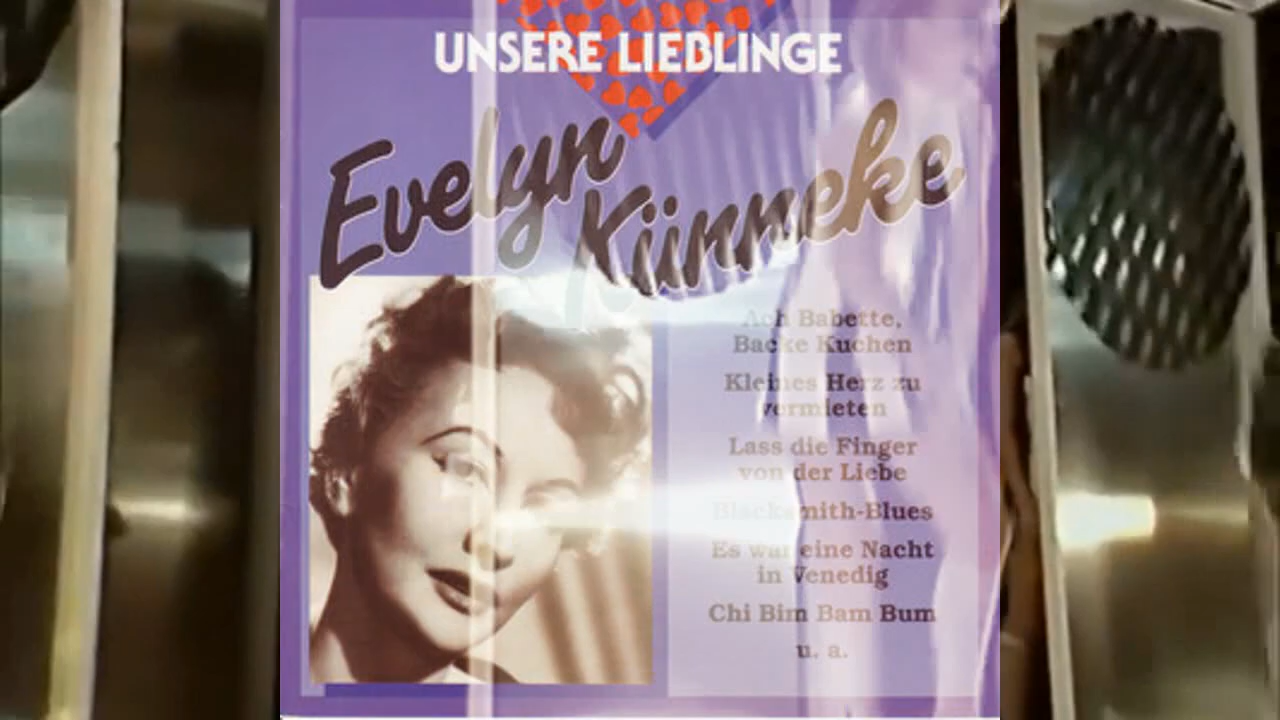 UNSERE LIEBLINGE
Evelyn
Künneke
Ach Babette,
Backe Kuchen
Kleines Herz zu
vermieten
Lass die Finger
von der Liebe
Blacksmith-Blues
Es war eine Nacht
in Venedig
Chi Bim Bam Bum
u. a.